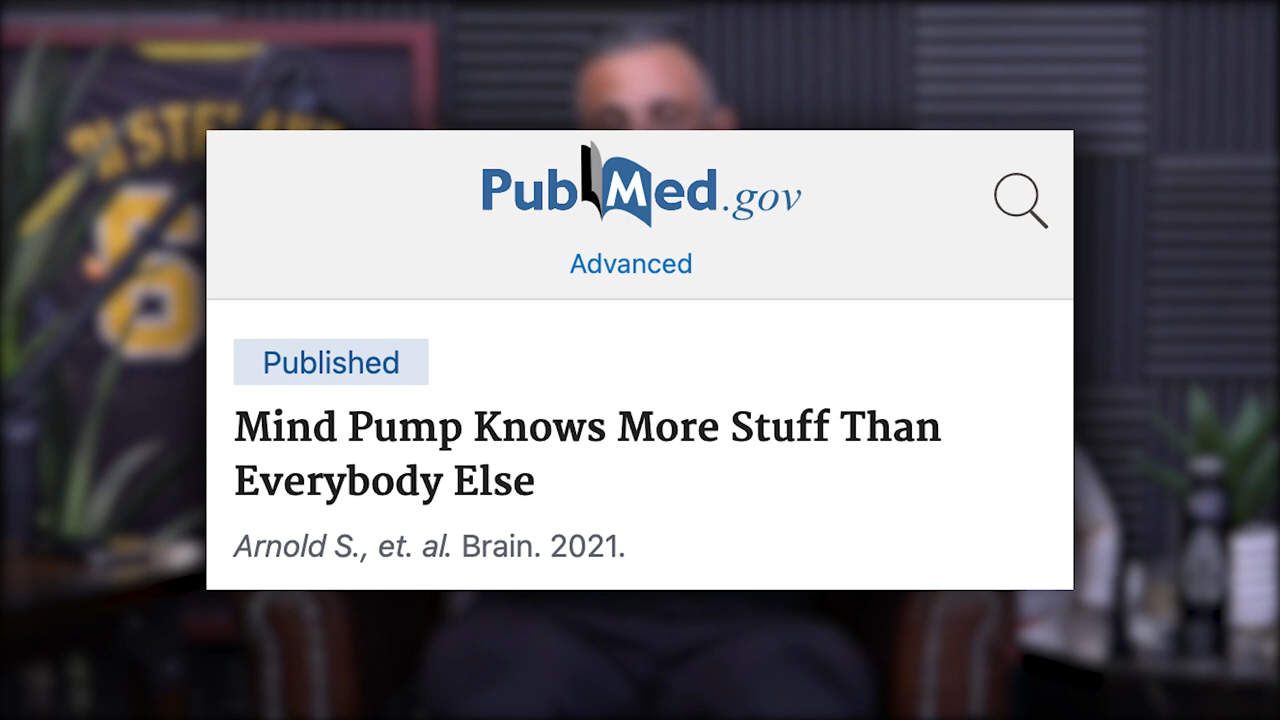 PubMed.gov
Advanced
Published
Mind Pump Knows More Stuff Than
Everybody Else
Arnold S., et. al. Brain. 2021.